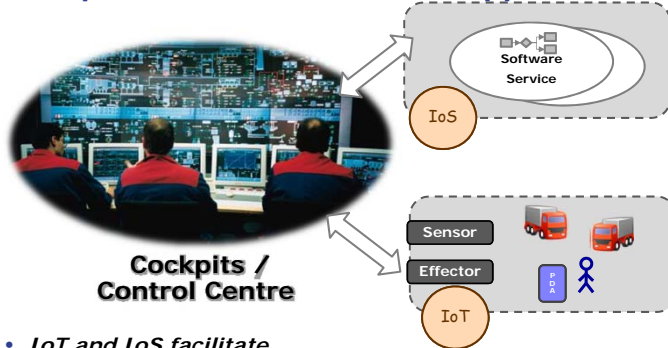 Software
Service
IoS
Sensor
Effector
PDA
IoT
Cockpits /
Control Centre
• IoT and IoS facilitate